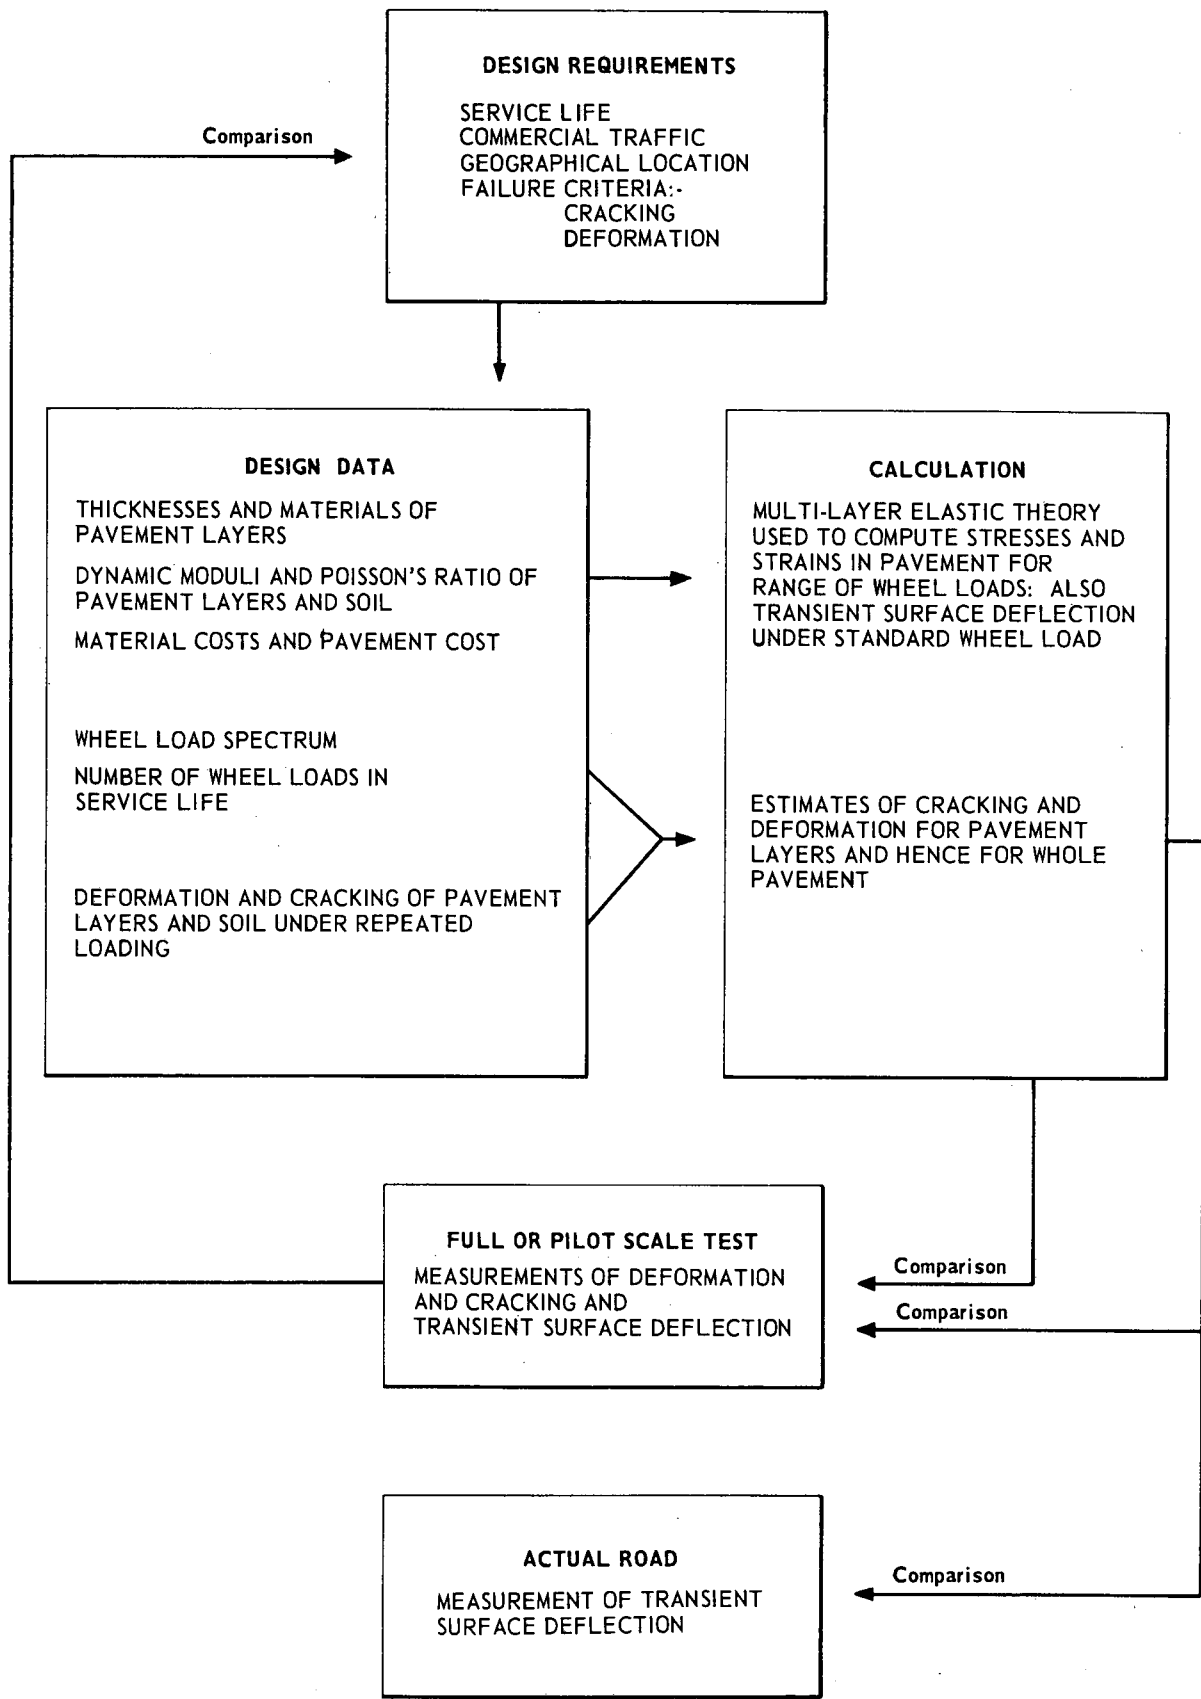 DESIGN REQUIREMENTS
SERVICE LIFE
COMMERCIAL TRAFFIC
GEOGRAPHICAL LOCATION
FAILURE CRITERIA:-
CRACKING
DEFORMATION
Comparison
DESIGN DATA
THICKNESSES AND MATERIALS OF
PAVEMENT LAYERS
DYNAMIC MODULI AND POISSON'S RATIO OF
PAVEMENT LAYERS AND SOIL
MATERIAL COSTS AND PAVEMENT COST
WHEEL LOAD SPECTRUM
NUMBER OF WHEEL LOADS IN
SERVICE LIFE
DEFORMATION AND CRACKING OF PAVEMENT
LAYERS AND SOIL UNDER REPEATED
LOADING
CALCULATION
MULTI-LAYER ELASTIC THEORY
USED TO COMPUTE STRESSES AND
STRAINS IN PAVEMENT FOR
RANGE OF WHEEL LOADS: ALSO
TRANSIENT SURFACE DEFLECTION
UNDER STANDARD WHEEL LOAD
ESTIMATES OF CRACKING AND
DEFORMATION FOR PAVEMENT
LAYERS AND HENCE FOR WHOLE
PAVEMENT
FULL OR PILOT SCALE TEST
MEASUREMENTS OF DEFORMATION
AND CRACKING AND
TRANSIENT SURFACE DEFLECTION
Comparison
Comparison
ACTUAL ROAD
MEASUREMENT OF TRANSIENT
SURFACE DEFLECTION
Comparison